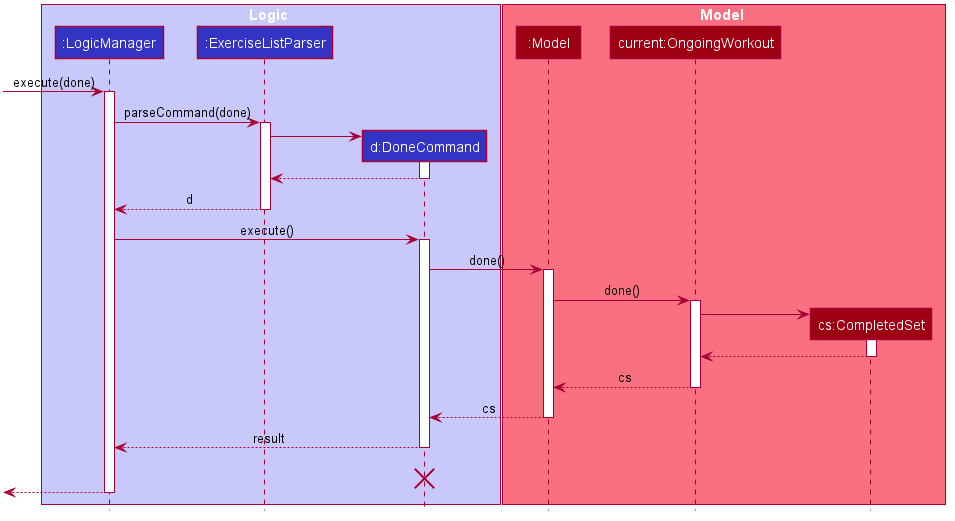 Logic
Model
:LogicManager
:ExerciseListParser
:Model
current:OngoingWorkout
execute(done)
parseCommand(done)
d:DoneCommand
d
execute()
done()
done()
cs:CompletedSet
cs
cs
result